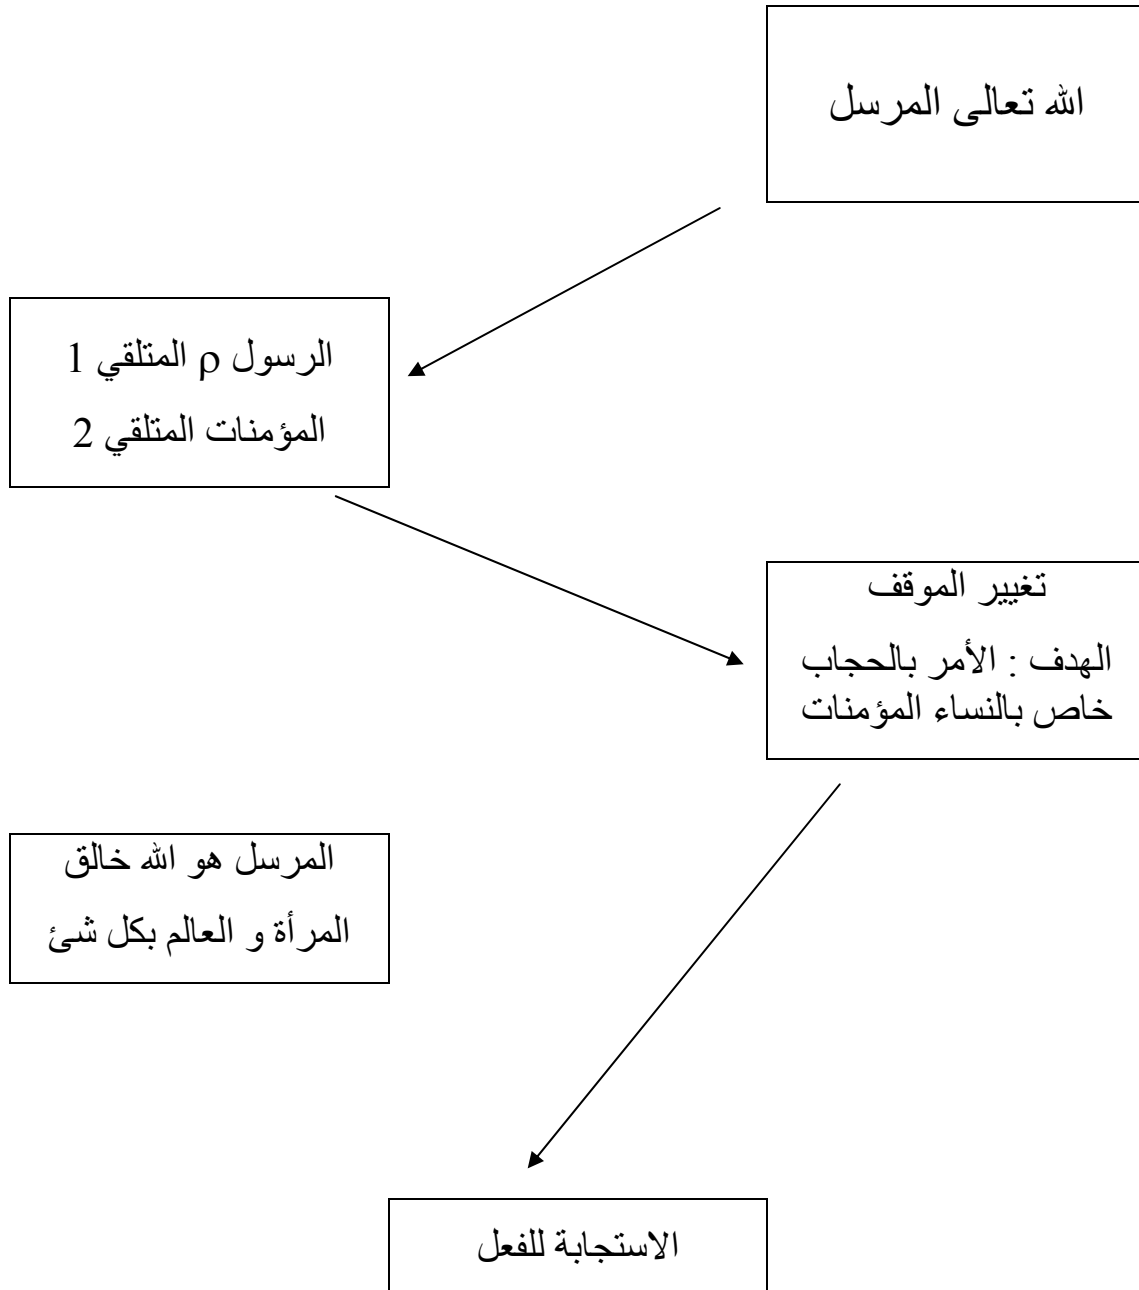 الله تعالى المرسل
الرسول ρ المتلقي 1
المؤمنات المتلقي 2
تغيير الموقف
الهدف : الأمر بالحجاب
خاص بالنساء المؤمنات
المرسل هو الله خالق
المرأة و العالم بكل شئ
الاستجابة للفعل